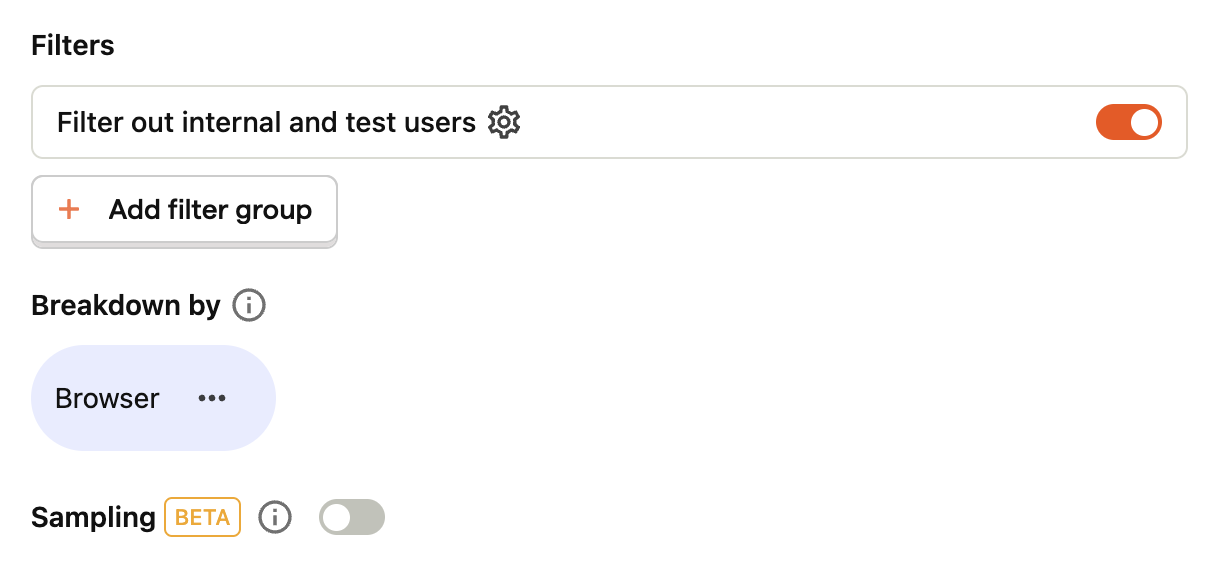 Filters
Filter out internal and test users
+ Add filter group
Breakdown by
Browser ...
Sampling BETA